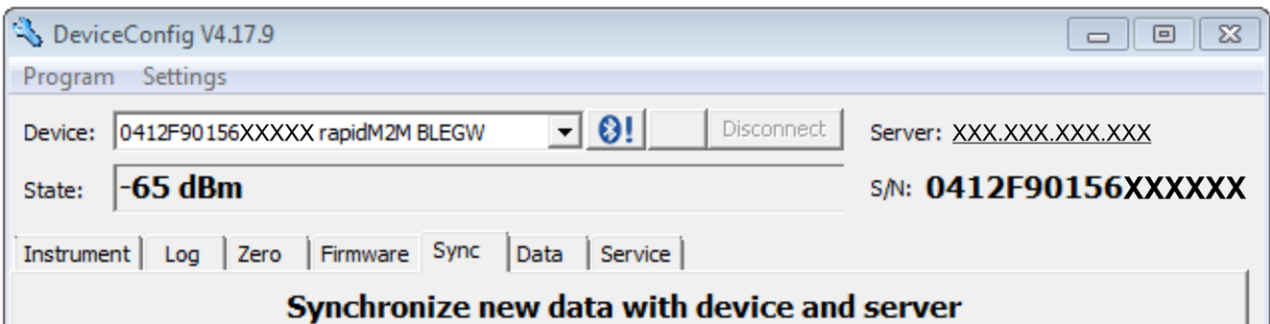 DeviceConfig V4.17.9
Program Settings
Device: 0412F90156XXXXX rapidM2M BLEGW ! Disconnect Server: XXX.XXX.XXX.XXX
State: -65 dBm S/N: 0412F90156XXXXXX
Instrument Log Zero Firmware Sync Data Service
Synchronize new data with device and server